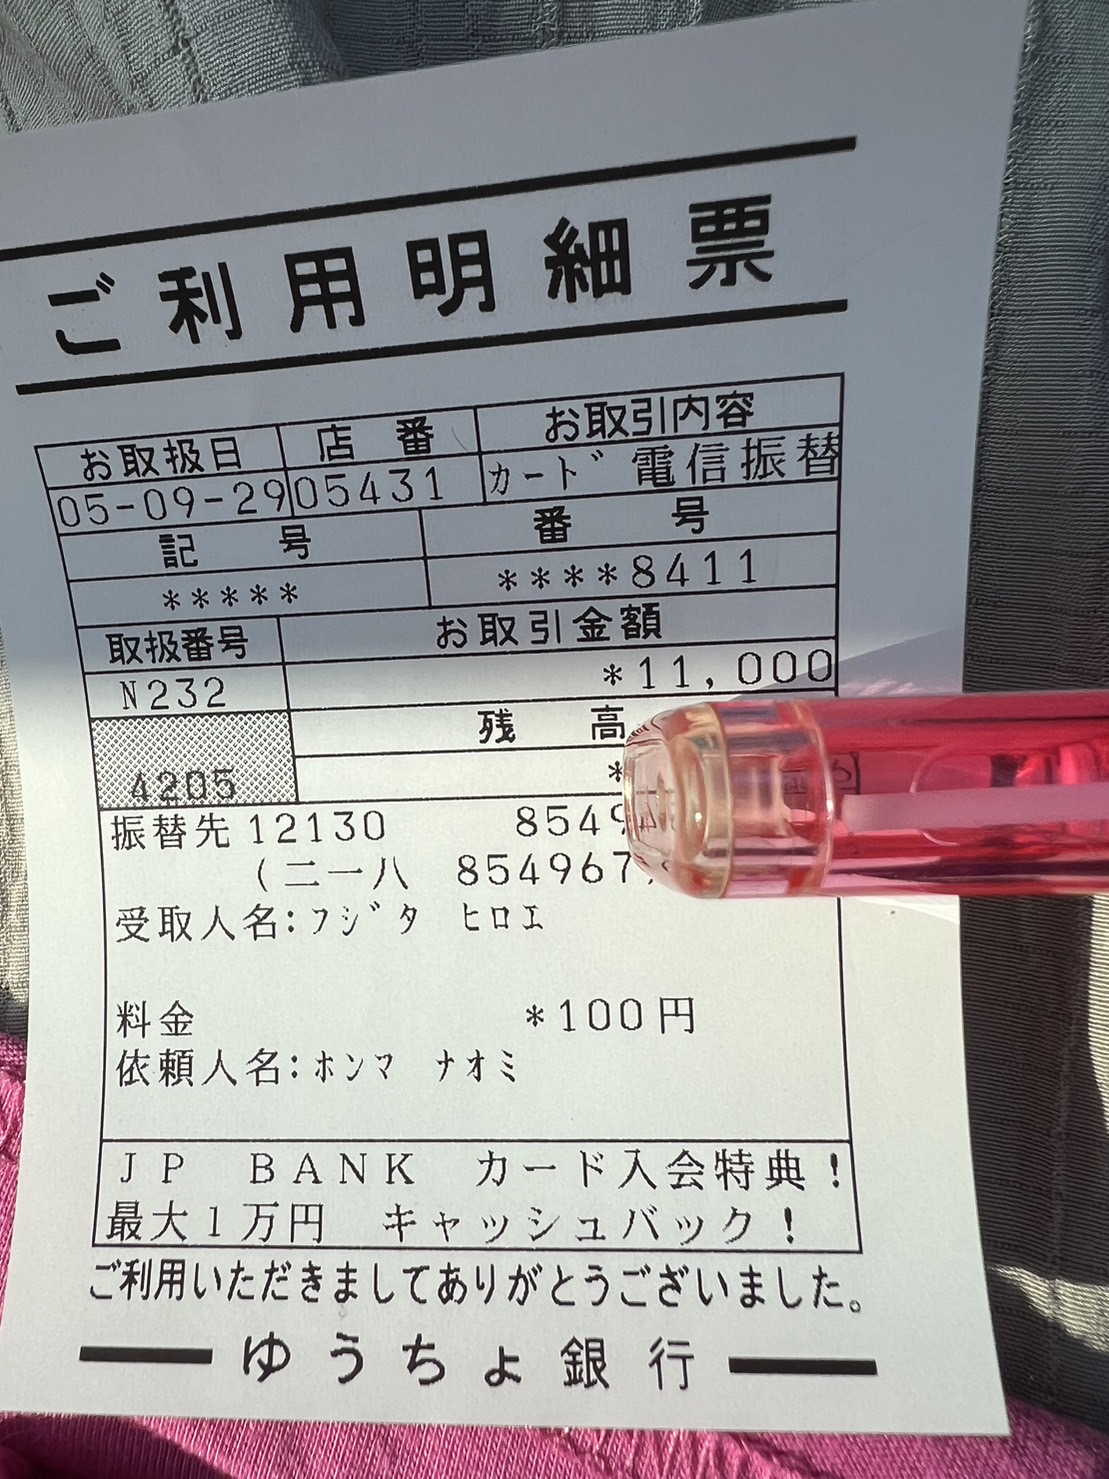 ご利用明細票
お取扱日 店番 お取引内容
05-09-29 05431 カード電信振替
記号 番号
***** ****8411
取扱番号 お取引金額
N232 *11,000
残高
4205 *
振替先 12130 8549
(二一八 854967
受取人名:フジタ ヒロエ
料金 *100円
依頼人名:ホンマ ナオミ
JP BANK カード入会特典!
最大1万円 キャッシュバック!
ご利用いただきましてありがとうございました。
ゆうちょ銀行